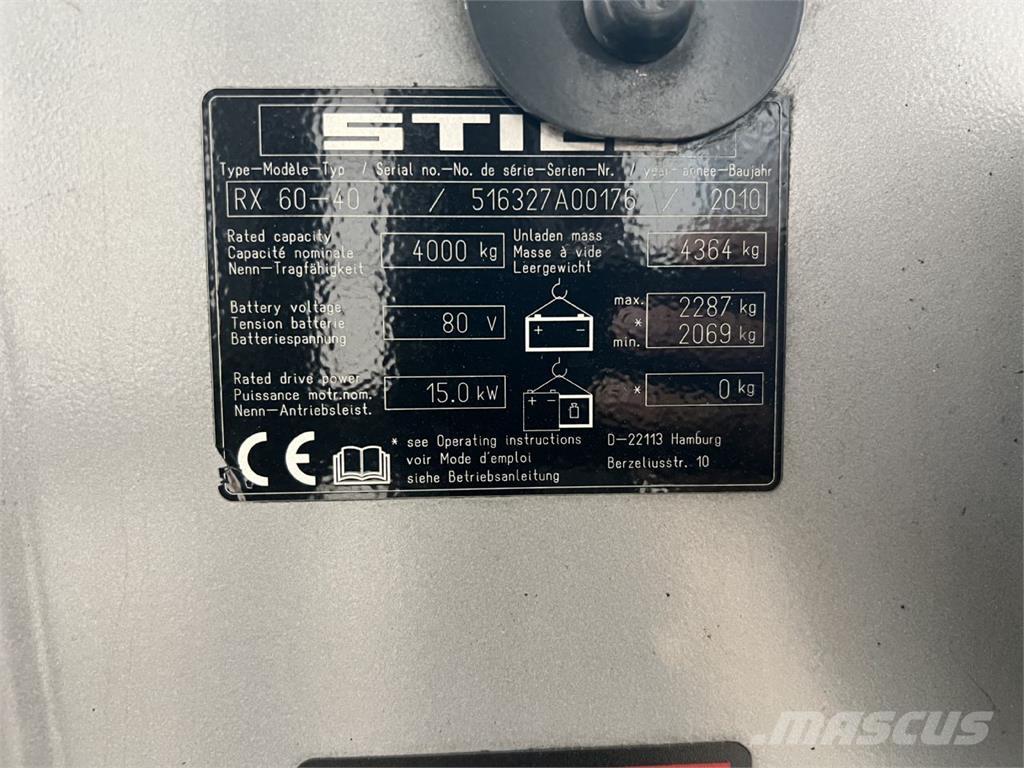 STILL
Type–Modèle–Typ / Serial no.–No. de série–Serien–Nr. / year–année–Baujahr
RX 60–40 / 516327A00176 / 2010
Rated capacity
Capacité nominale
Nenn–Tragfähigkeit
4000 kg
Unladen mass
Masse à vide
Leergewicht
4364 kg
Battery voltage
Tension batterie
Batteriespannung
80 V
+ −
max.
*
min.
2287 kg
2069 kg
Rated drive power
Puissance motr.nom.
Nenn–Antriebsleist.
15.0 kW
+ −
* 0 kg
CE
* see Operating instructions
voir Mode d'emploi
siehe Betriebsanleitung
D–22113 Hamburg
Berzeliusstr. 10
MASCUS